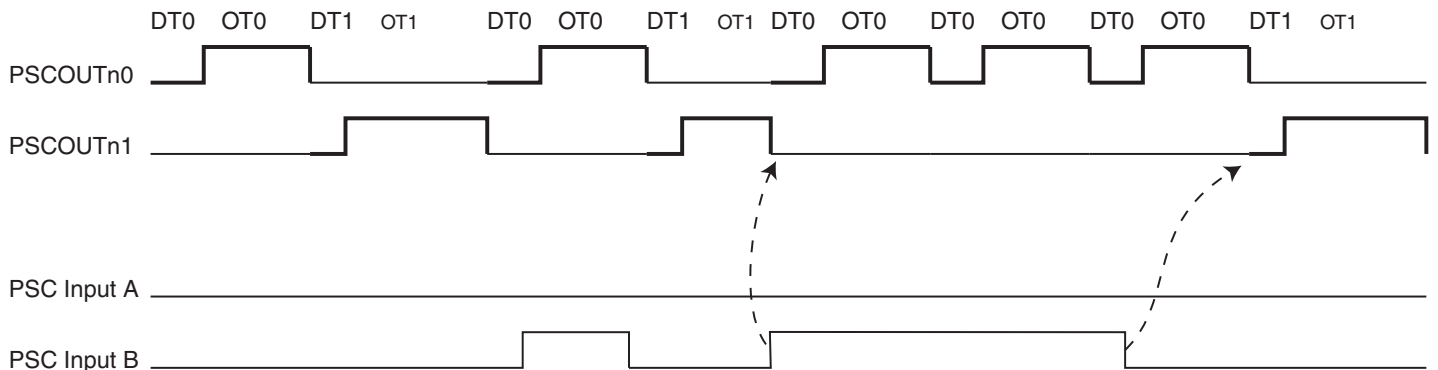 DT0 OT0 DT1 OT1 DT0 OT0 DT1 OT1 DT0 OT0 DT0 OT0 DT0 OT0 DT1 OT1
PSCOUTn0
PSCOUTn1
PSC Input A
PSC Input B